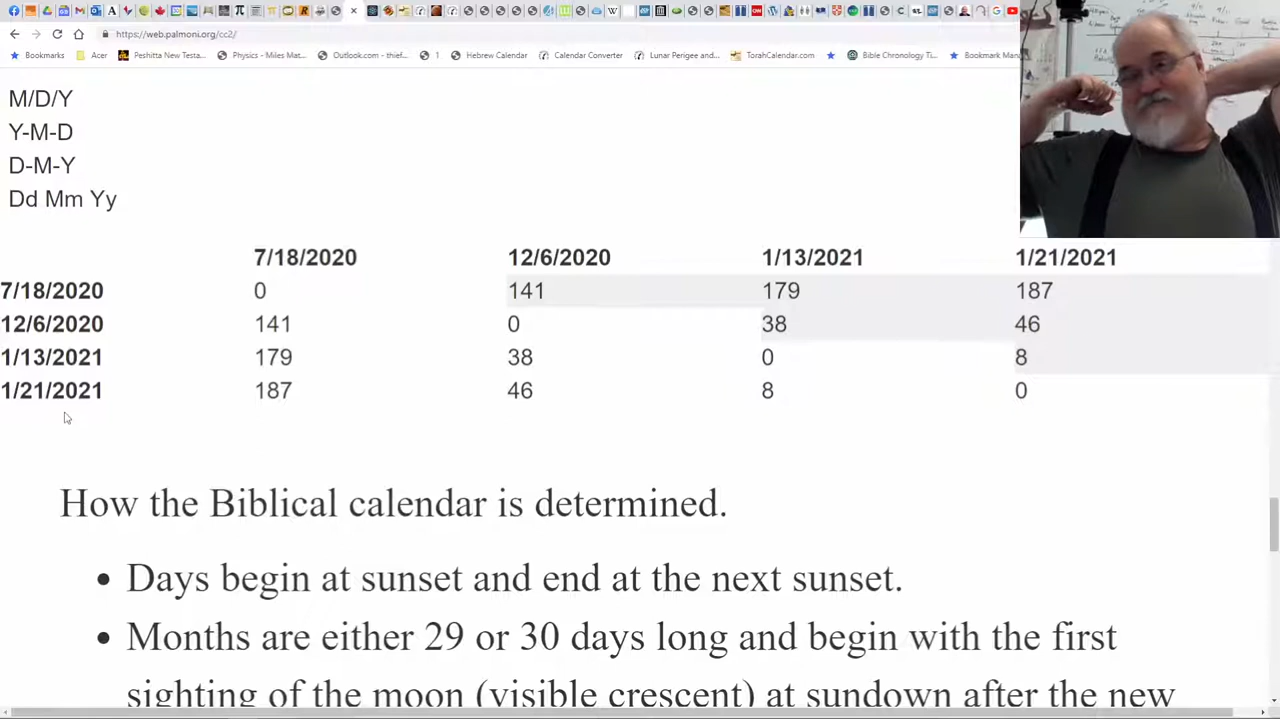 https://web.palmoni.org/cc2/
Bookmarks Acer Peshitta New Testa... Physics - Miles Mat... Outlook.com - thief... 1 Hebrew Calendar Calendar Converter Lunar Perigee and... TorahCalendar.com Bible Chronology Ti... Bookmark Man
M/D/Y
Y-M-D
D-M-Y
Dd Mm Yy
7/18/2020 12/6/2020 1/13/2021 1/21/2021
7/18/2020 0 141 179 187
12/6/2020 141 0 38 46
1/13/2021 179 38 0 8
1/21/2021 187 46 8 0
How the Biblical calendar is determined.
• Days begin at sunset and end at the next sunset.
• Months are either 29 or 30 days long and begin with the first
sighting of the moon (visible crescent) at sundown after the new